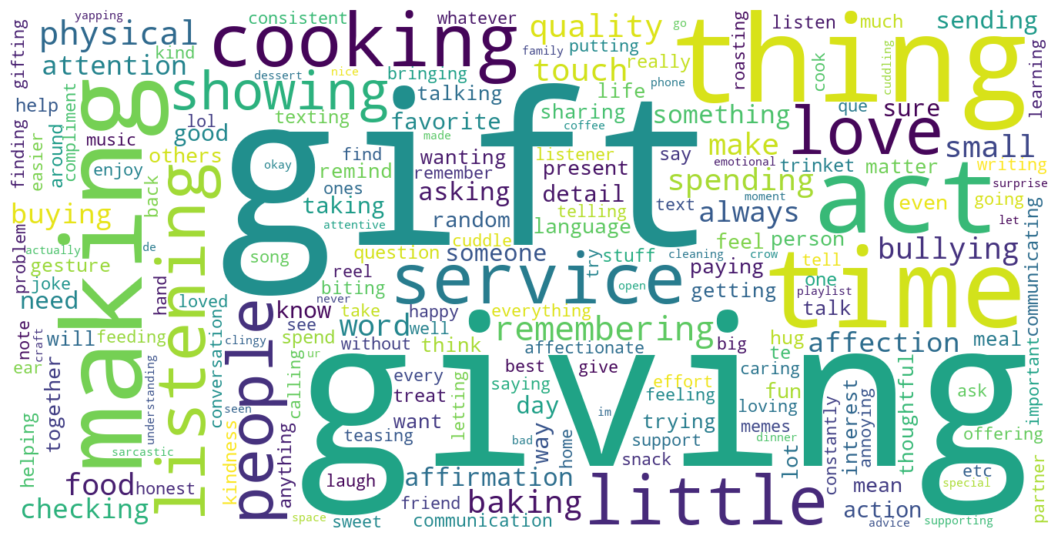 yapping
consistent
whatever
quality
thing
listen
much
sending
gifting
physical
kind
cooking
family
putting
roasting
cook
cuddling
go
learning
attention
dessert
nice
bringing
touch
really
phone
showing
talking
life
something
love
sure
help
making
lol
good
texting
favorite
sharing
coffee
made
que
small
finding
easier
around
compliment
music
enjoy
others
back
listening
gift
okay
find
remind
ones
taking
attentive
wanting
remember
asking
random
listener
present
detail
telling
language
say
text
make
emotional
moment
spending
always
trinket
matter
act
even
writing
going
surprise
let
buying
actually
de
gesture
problem
joke
need
song
question
cuddle
someone
reel
biting
service
try
stuff
open
cleaning
crow
feel
paying
getting
person
tell
one
playlist
talk
time
bullying
importantcommunicating
hand
loved
will
feeding
conversation
people
know
never
see
clingy
take
spend
happy
well
without
word
think
everything
remembering
affectionate
big
hug
te
affection
meal
note
ear
craft
together
understanding
calling
ur
every
treat
want
teasing
letting
best
give
saying
day
giving
effort
feeling
im
way
home
trying
support
caring
fun
loving
memes
lot
constantly
interest
annoying
thoughtful
ask
offering
helping
sarcastic
kindness
seen
anything
bad
snack
dinner
food
honest
laugh
affirmation
friend
baking
little
mean
etc
special
partner
checking
space
sweet
communication
action
advice
supporting